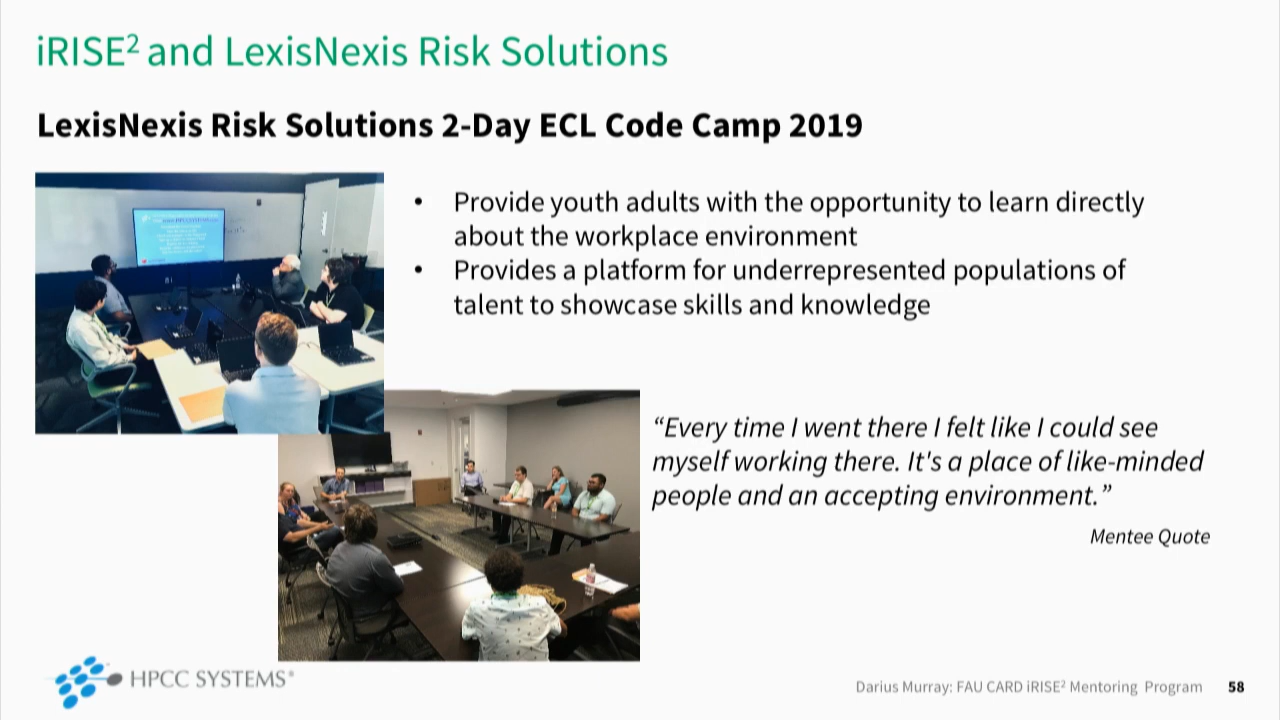 iRISE² and LexisNexis Risk Solutions
LexisNexis Risk Solutions 2-Day ECL Code Camp 2019
• Provide youth adults with the opportunity to learn directly
about the workplace environment
• Provides a platform for underrepresented populations of
talent to showcase skills and knowledge
“Every time I went there I felt like I could see
myself working there. It's a place of like-minded
people and an accepting environment.”
Mentee Quote
HPCC SYSTEMS®
Darius Murray: FAU CARD iRISE² Mentoring Program 58